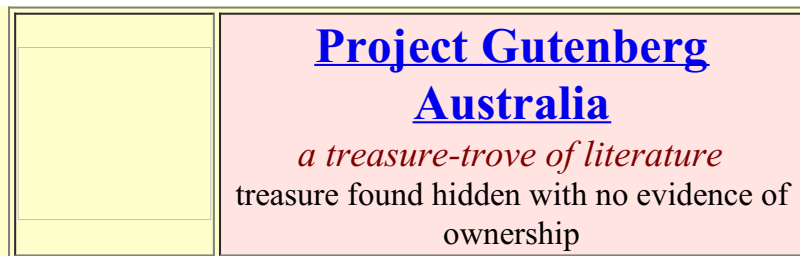 Project Gutenberg
Australia
a treasure-trove of literature
treasure found hidden with no evidence of
ownership